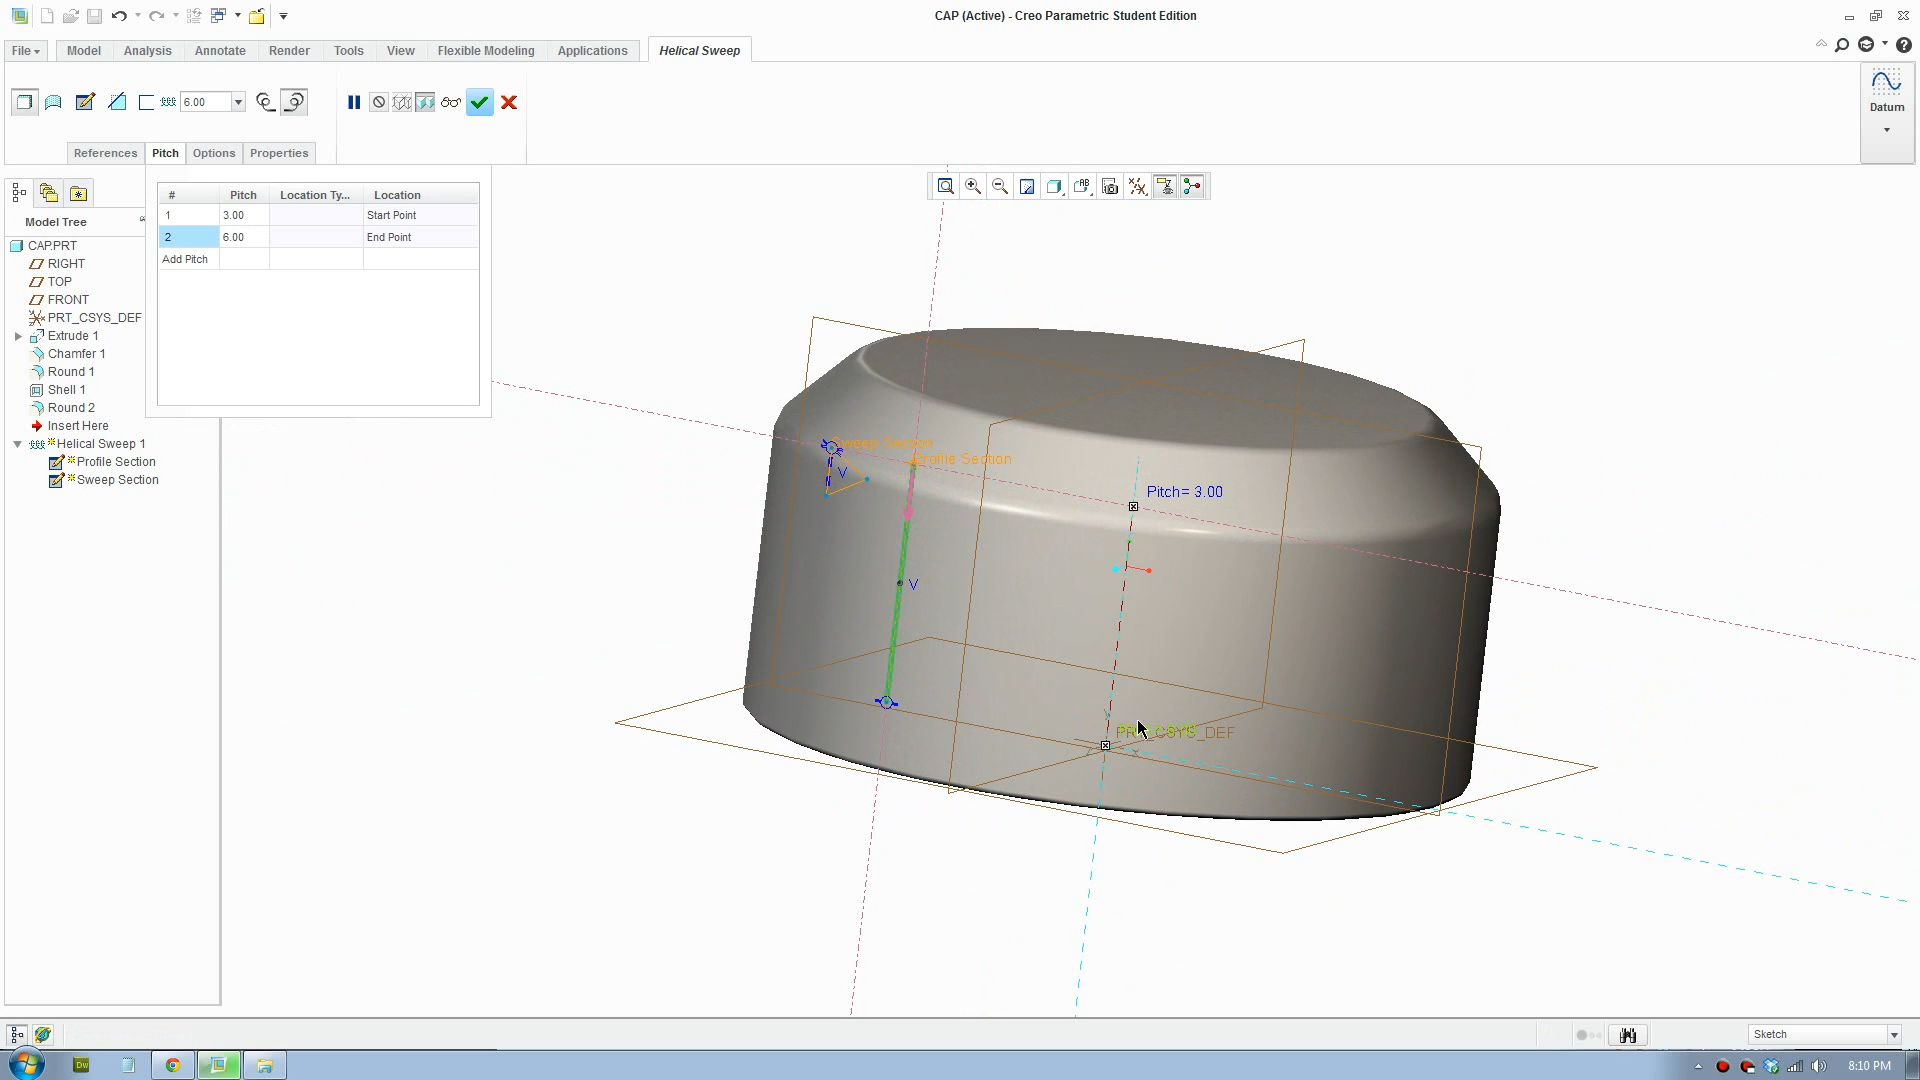 CAP (Active) - Creo Parametric Student Edition
File Model Analysis Annotate Render Tools View Flexible Modeling Applications Helical Sweep
6.00
Datum
References Pitch Options Properties
# Pitch Location Ty... Location
1 3.00 Start Point
2 6.00 End Point
Add Pitch
Model Tree
CAP.PRT
RIGHT
TOP
FRONT
PRT_CSYS_DEF
Extrude 1
Chamfer 1
Round 1
Shell 1
Round 2
Insert Here
Helical Sweep 1
Profile Section
Sweep Section
Sweep Section
Profile Section
V
Pitch= 3.00
V
PRT_CSYS_DEF
Sketch
Dw
8:10 PM